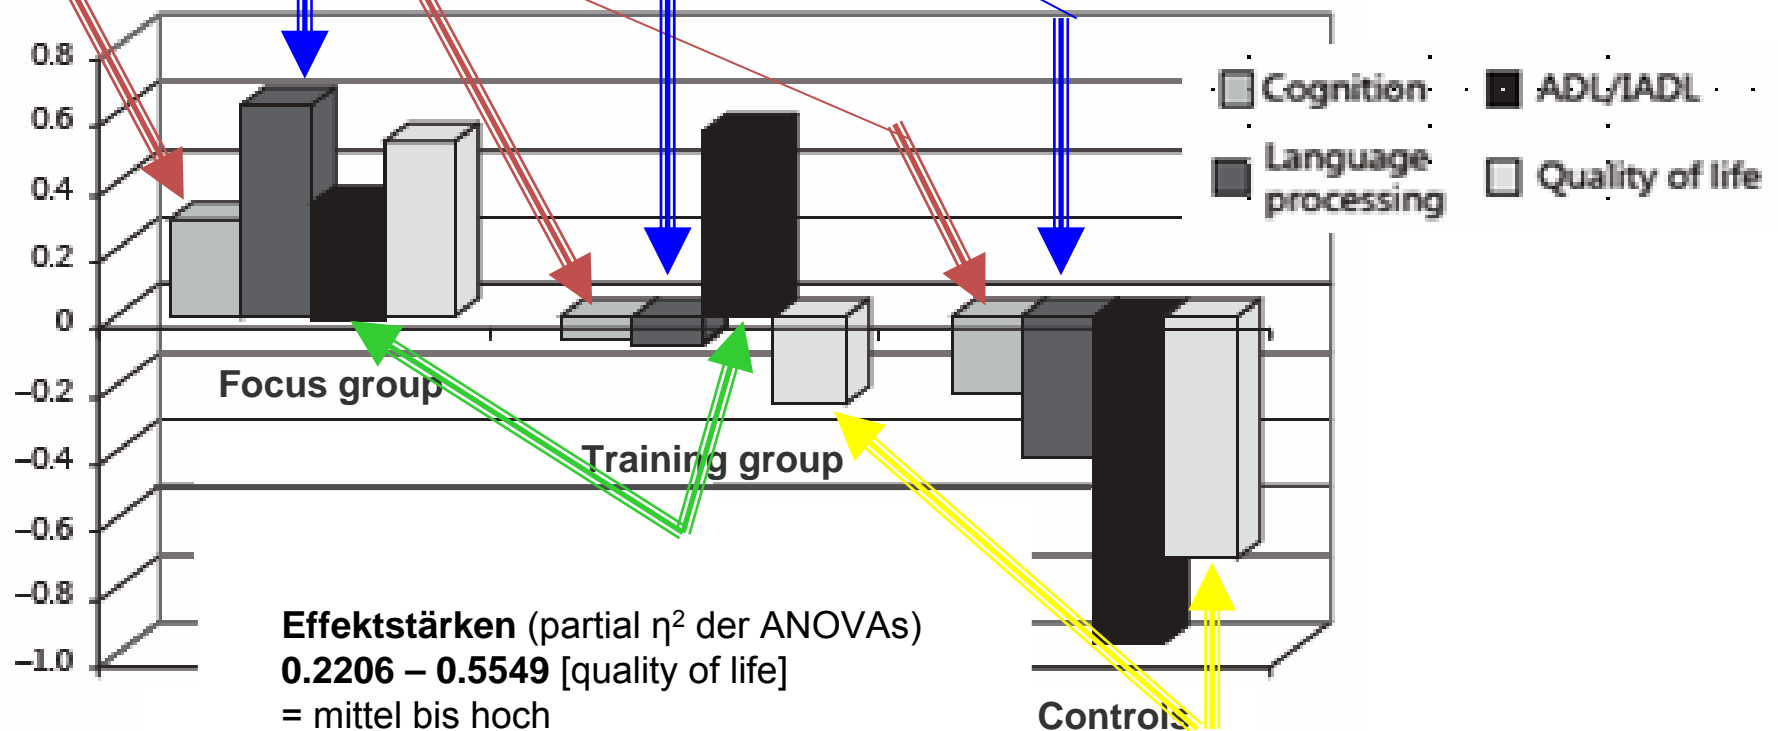 0.8
0.6
0.4
0.2
0
–0.2
–0.4
–0.6
–0.8
–1.0
Cognition
ADL/IADL
Language
processing
Quality of life
Focus group
Training group
Controls
Effektstärken (partial η² der ANOVAs)
0.2206 – 0.5549 [quality of life]
= mittel bis hoch